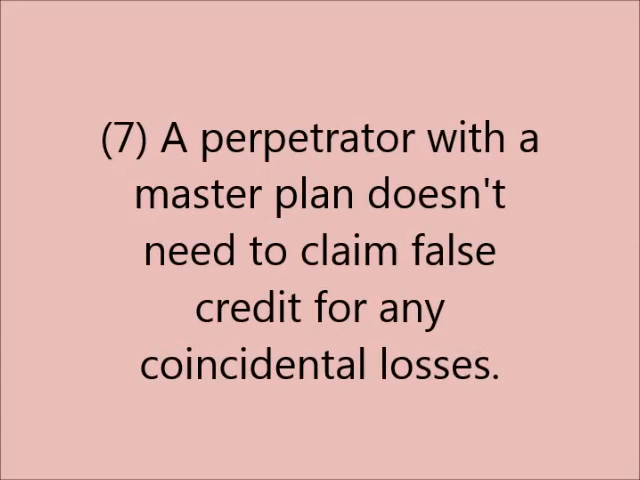 (7) A perpetrator with a
master plan doesn't
need to claim false
credit for any
coincidental losses.